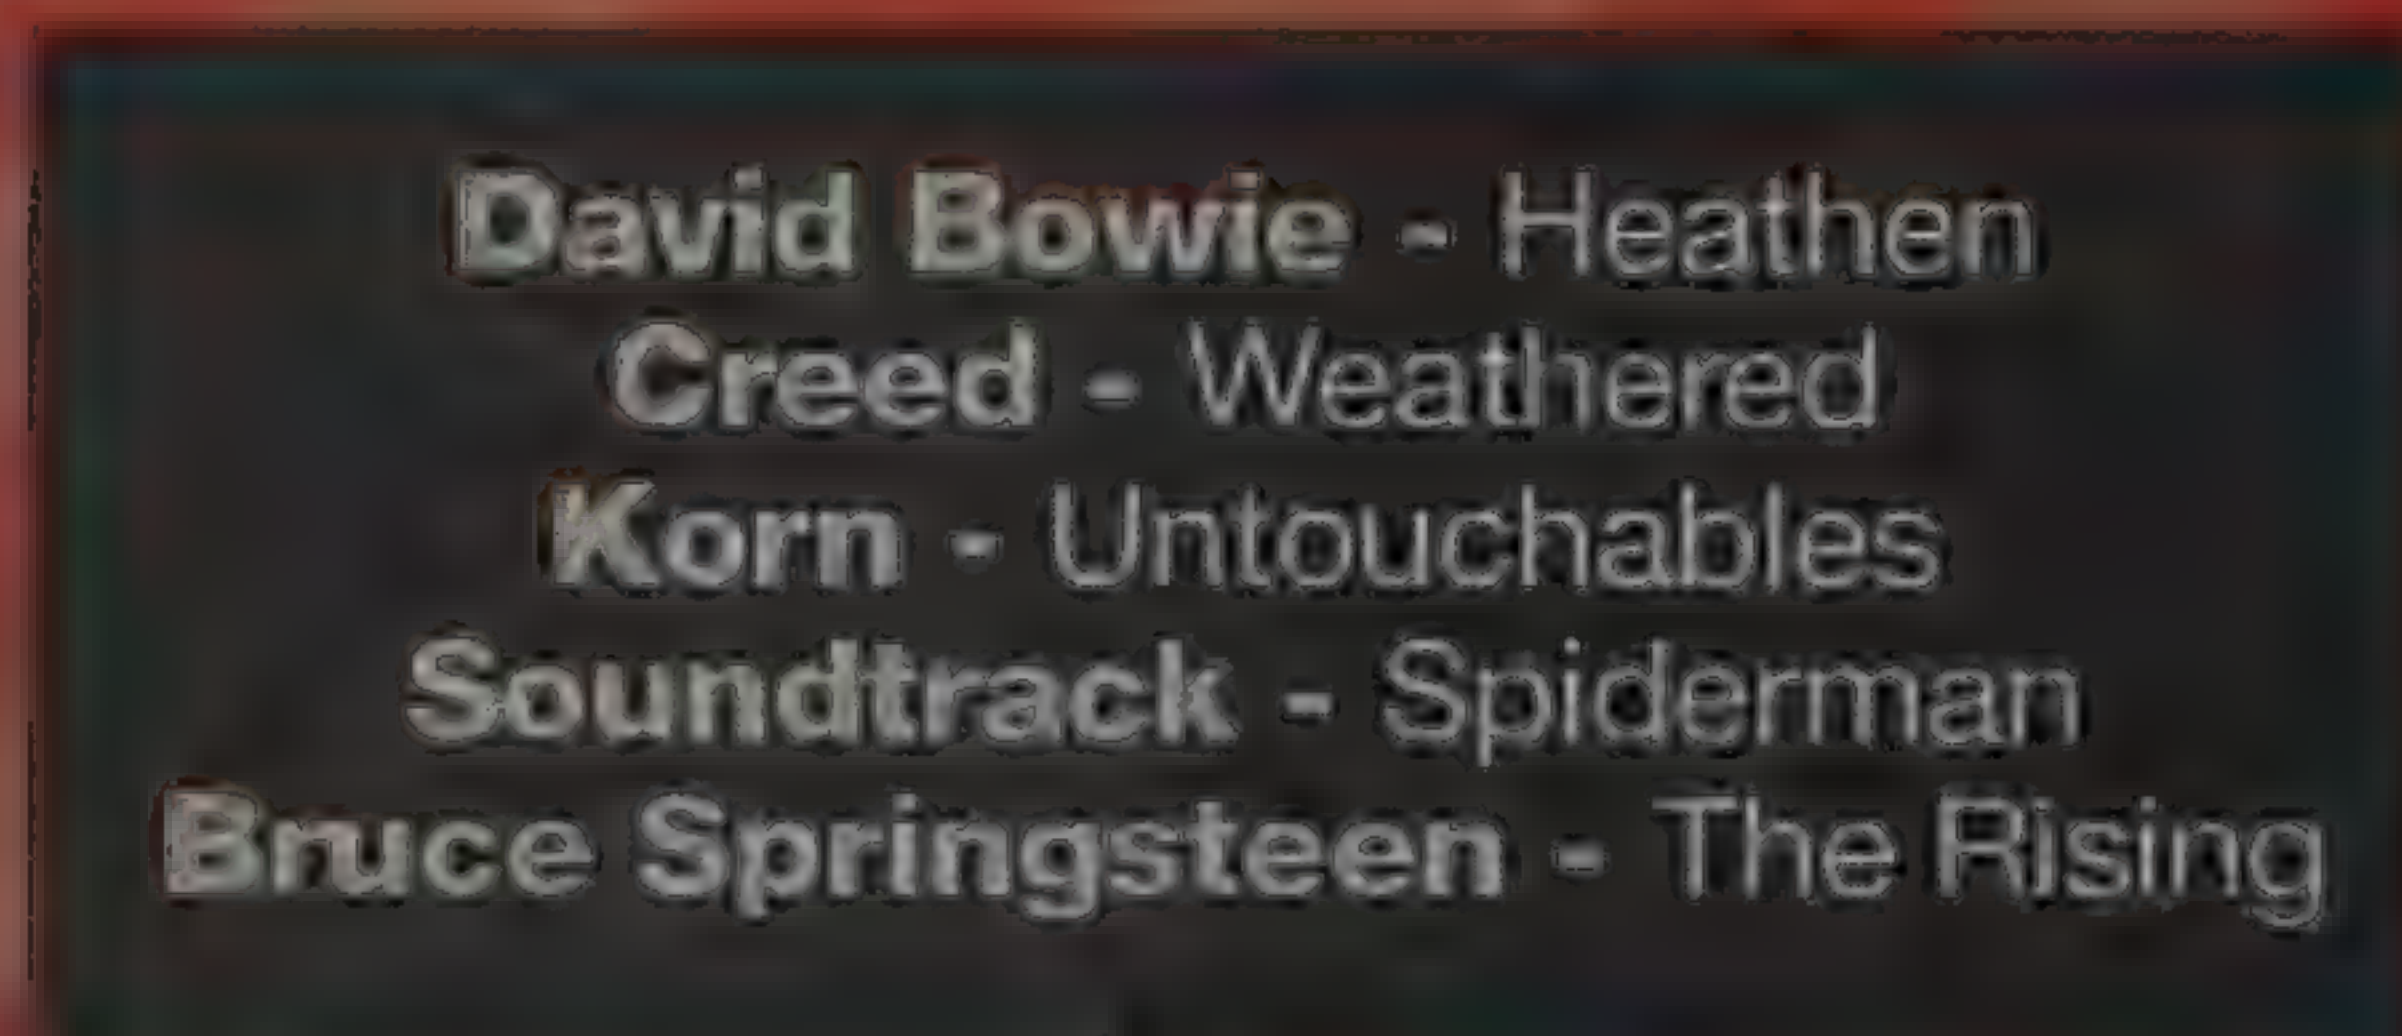 David Bowie - Heathen
Creed - Weathered
Korn - Untouchables
Soundtrack - Spiderman
Bruce Springsteen - The Rising